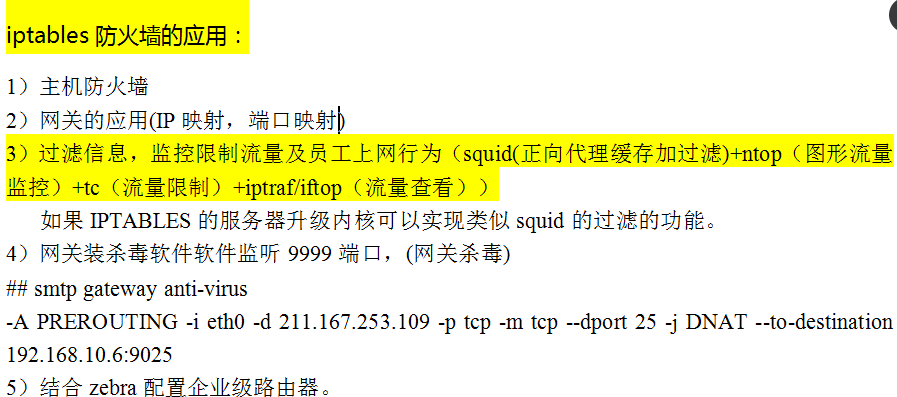 iptables 防火墙的应用：
1）主机防火墙
2）网关的应用(IP 映射，端口映射)
3）过滤信息，监控限制流量及员工上网行为（squid(正向代理缓存加过滤)+ntop（图形流量
监控）+tc（流量限制）+iptraf/iftop（流量查看））
如果 IPTABLES 的服务器升级内核可以实现类似 squid 的过滤的功能。
4）网关装杀毒软件软件监听 9999 端口，(网关杀毒)
## smtp gateway anti-virus
-A PREROUTING -i eth0 -d 211.167.253.109 -p tcp -m tcp --dport 25 -j DNAT --to-destination
192.168.10.6:9025
5）结合 zebra 配置企业级路由器。